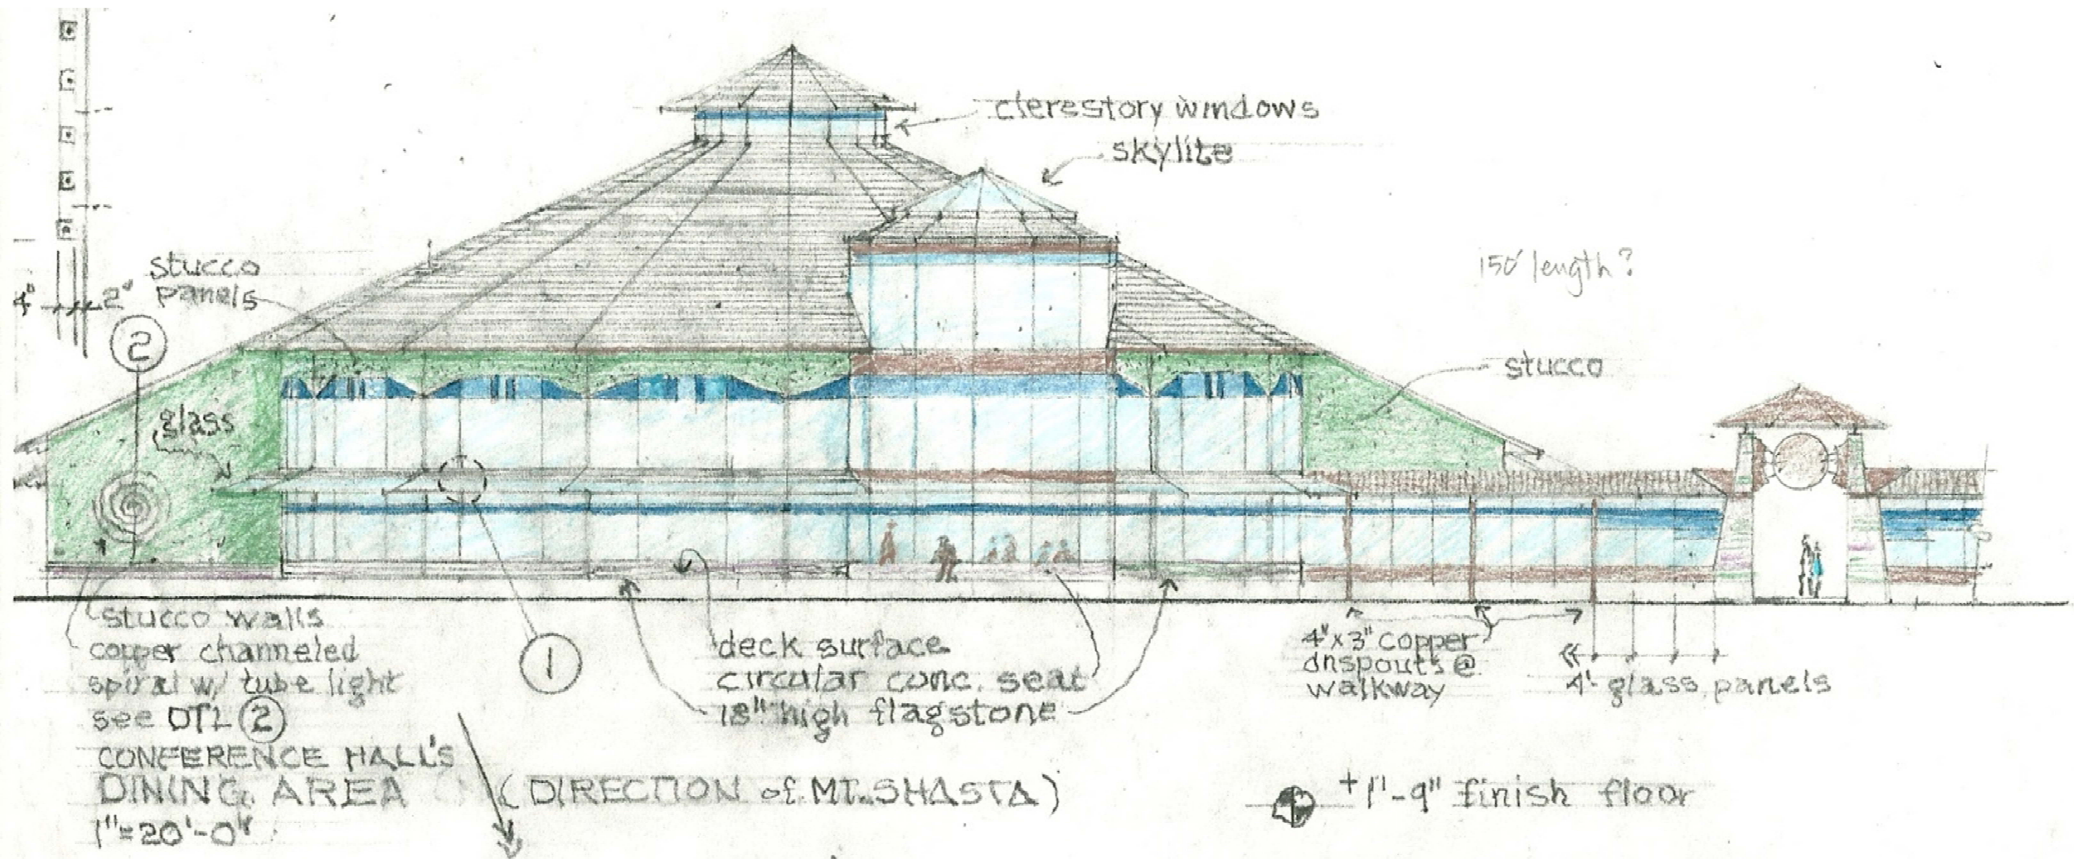 clerestory windows
skylite
stucco
panels
4"
2"
2
150' length?
stucco
glass
stucco walls
copper channeled
spiral w/ tube light
see DTL 2
1
deck surface
circular conc. seat
18" high flagstone
4"x3" copper
dnspouts @
walkway
4'- glass panels
CONFERENCE HALL'S
DINING AREA (DIRECTION of MT. SHASTA)
1"=20'-0"
+1'-9" finish floor